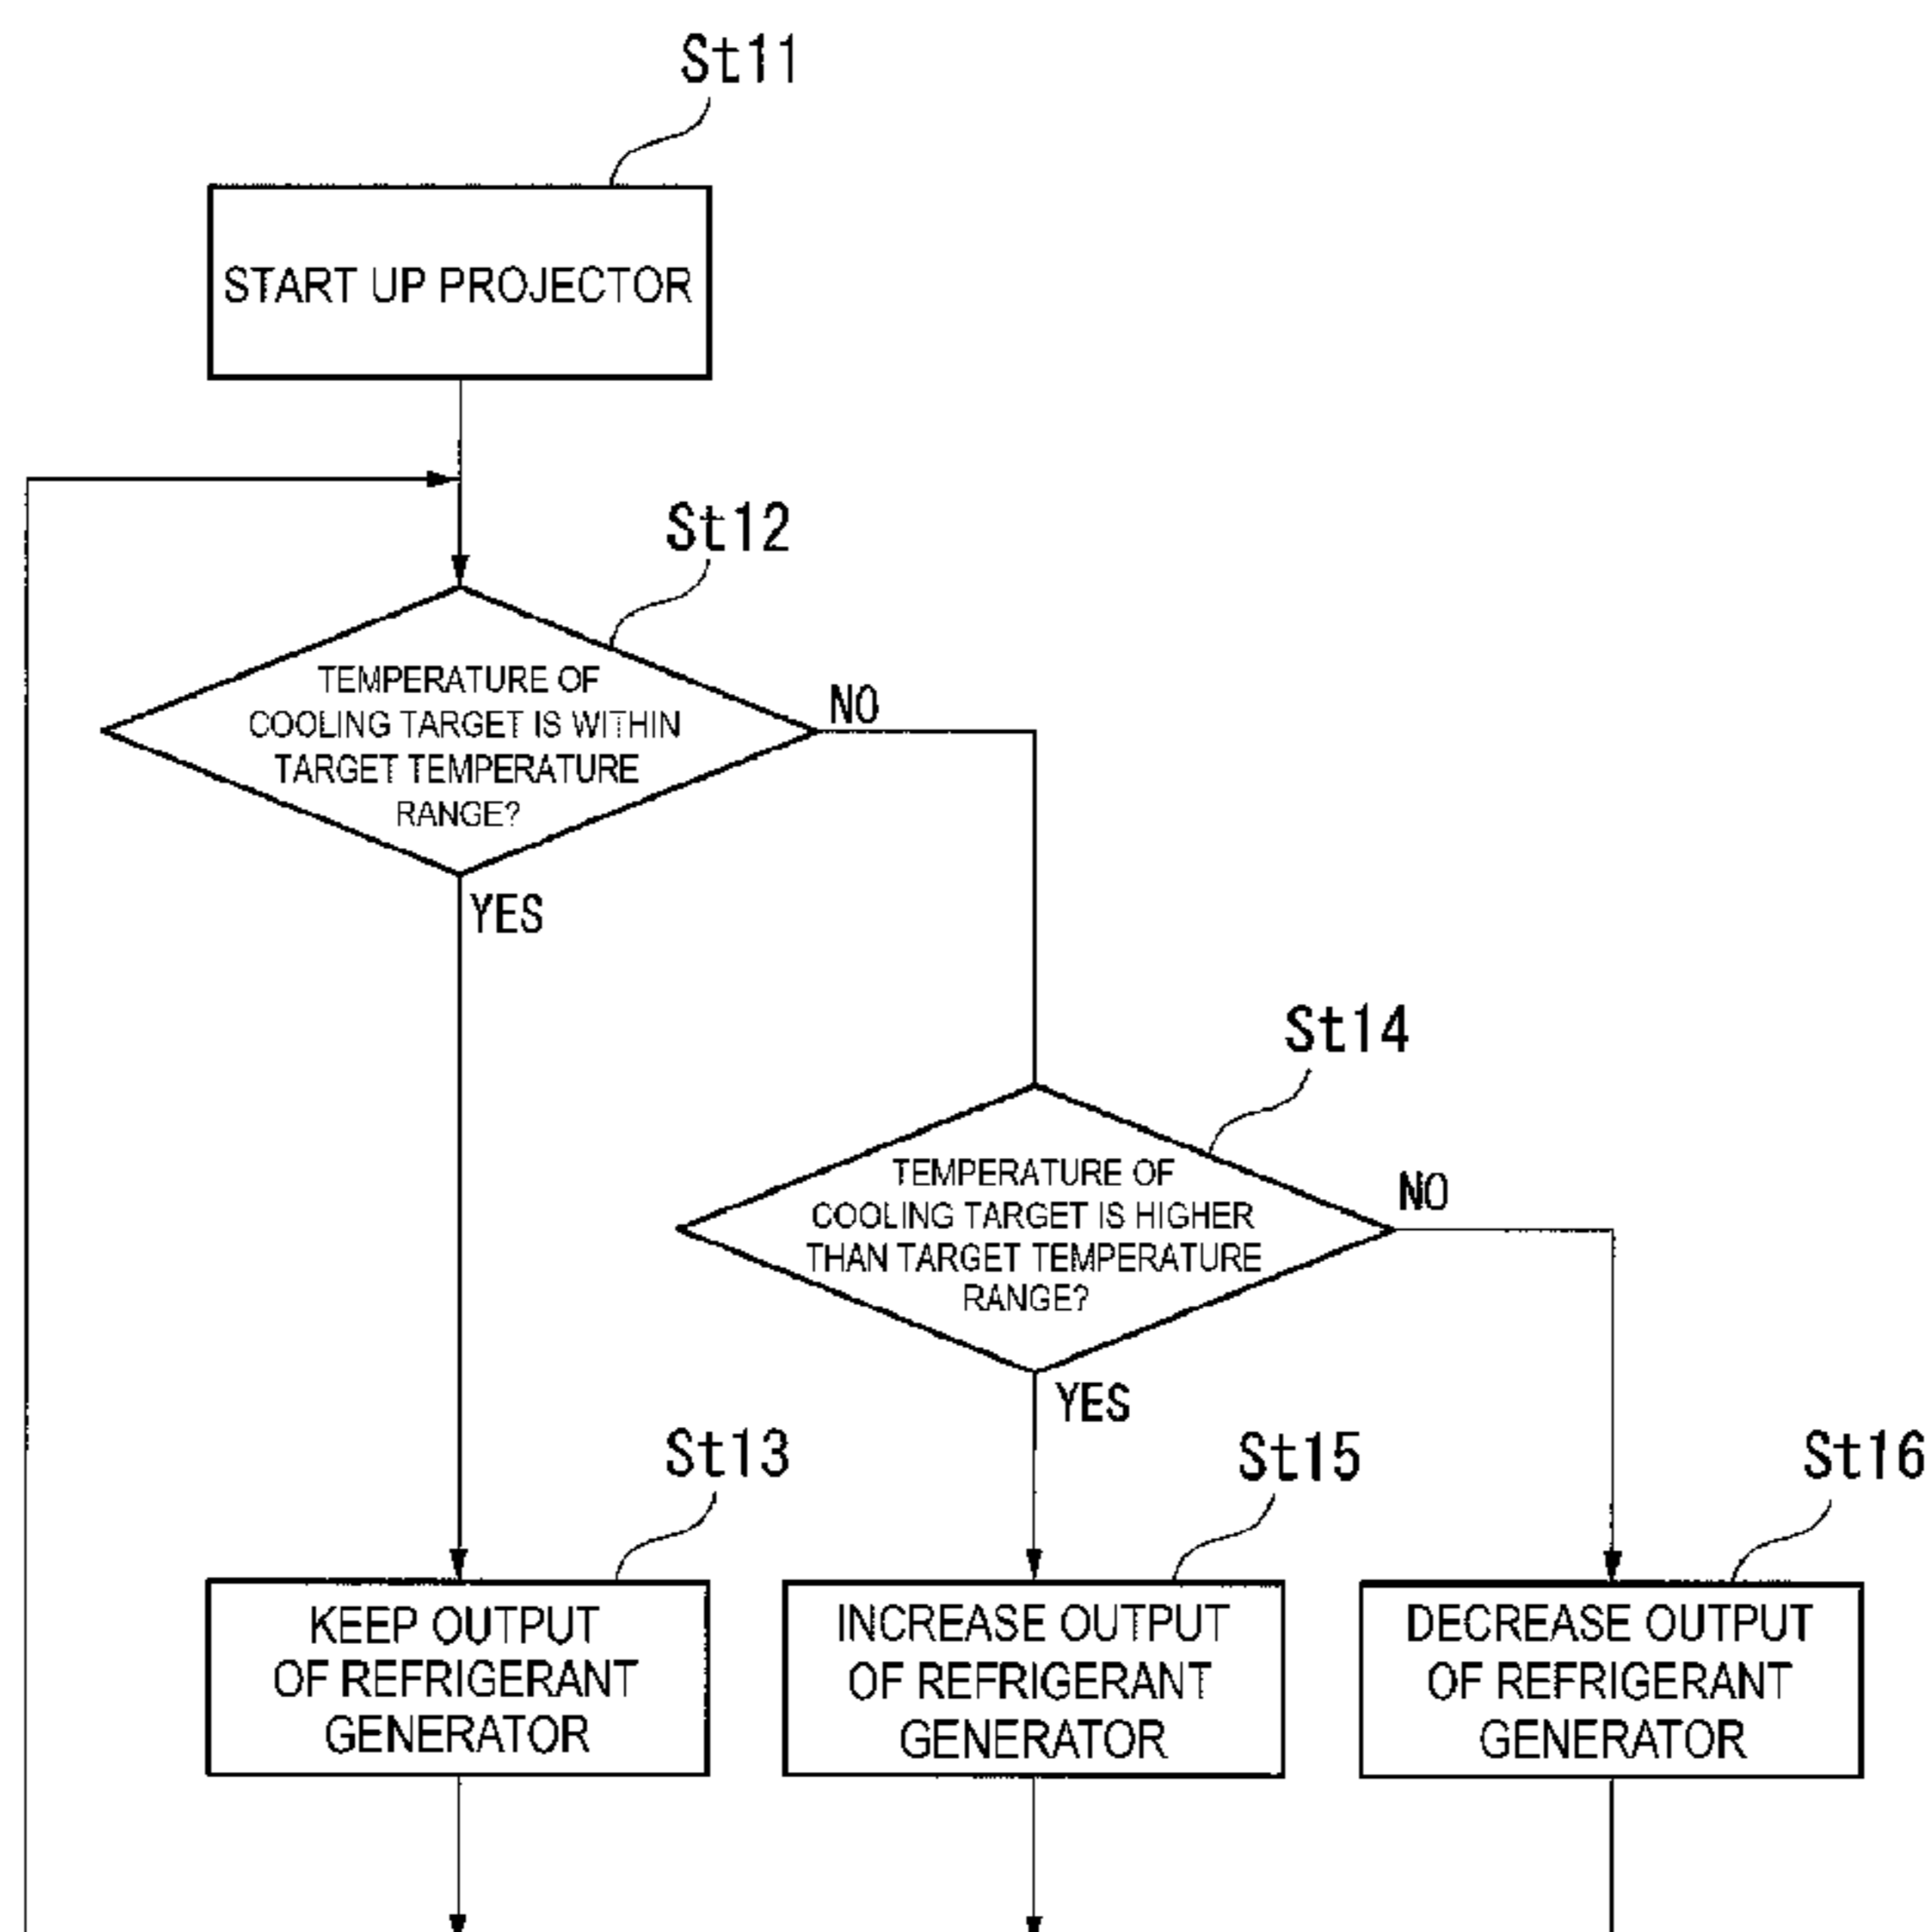 St11
START UP PROJECTOR
St12
TEMPERATURE OF
COOLING TARGET IS WITHIN
TARGET TEMPERATURE
RANGE?
NO
YES
St14
TEMPERATURE OF
COOLING TARGET IS HIGHER
THAN TARGET TEMPERATURE
RANGE?
NO
YES
St13
KEEP OUTPUT
OF REFRIGERANT
GENERATOR
St15
INCREASE OUTPUT
OF REFRIGERANT
GENERATOR
St16
DECREASE OUTPUT
OF REFRIGERANT
GENERATOR